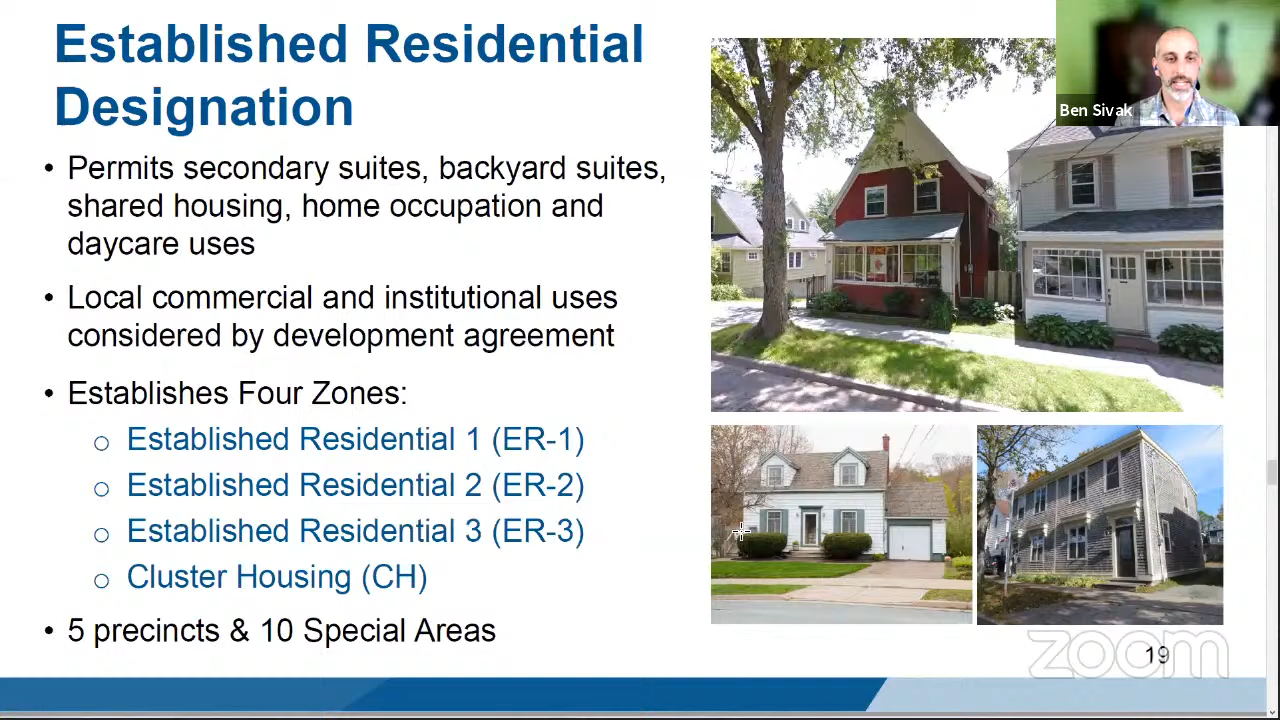 Established Residential
Designation
• Permits secondary suites, backyard suites,
shared housing, home occupation and
daycare uses
• Local commercial and institutional uses
considered by development agreement
• Establishes Four Zones:
o Established Residential 1 (ER-1)
o Established Residential 2 (ER-2)
o Established Residential 3 (ER-3)
o Cluster Housing (CH)
• 5 precincts & 10 Special Areas
Ben Sivak
zoom
19